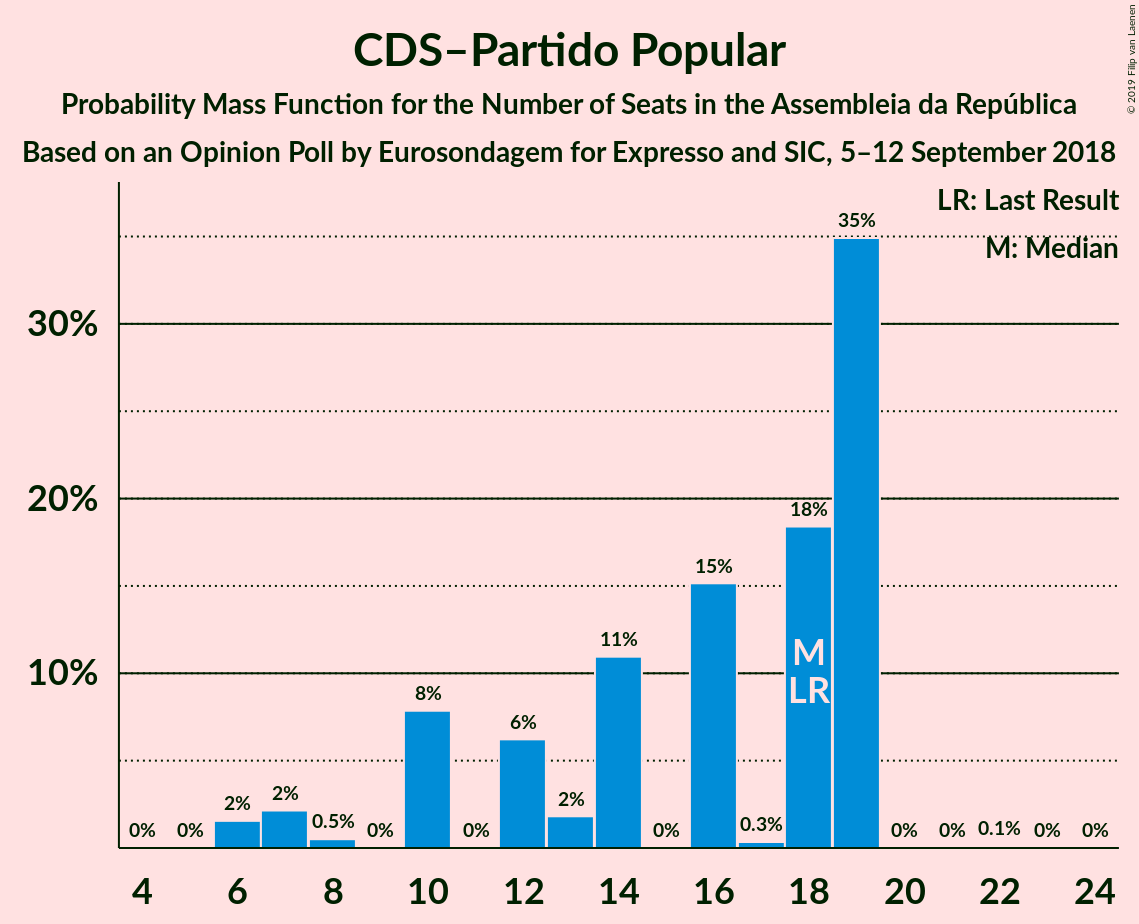 CDS–Partido Popular
Probability Mass Function for the Number of Seats in the Assembleia da República
Based on an Opinion Poll by Eurosondagem for Expresso and SIC, 5–12 September 2018
© 2019 Filip van Laenen
LR: Last Result
M: Median
30%
20%
10%
0%
0%
2%
2%
0.5%
0%
8%
0%
6%
2%
11%
0%
15%
0.3%
18%
35%
0%
0%
0.1%
0%
0%
M
LR
4 6 8 10 12 14 16 18 20 22 24